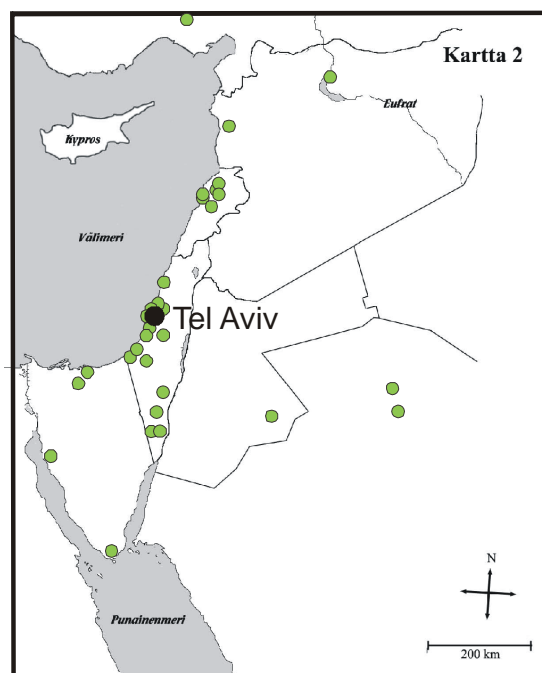 Kartta 2
Eufrat
Kypros
Välimeri
Tel Aviv
N
Punainenmeri
200 km